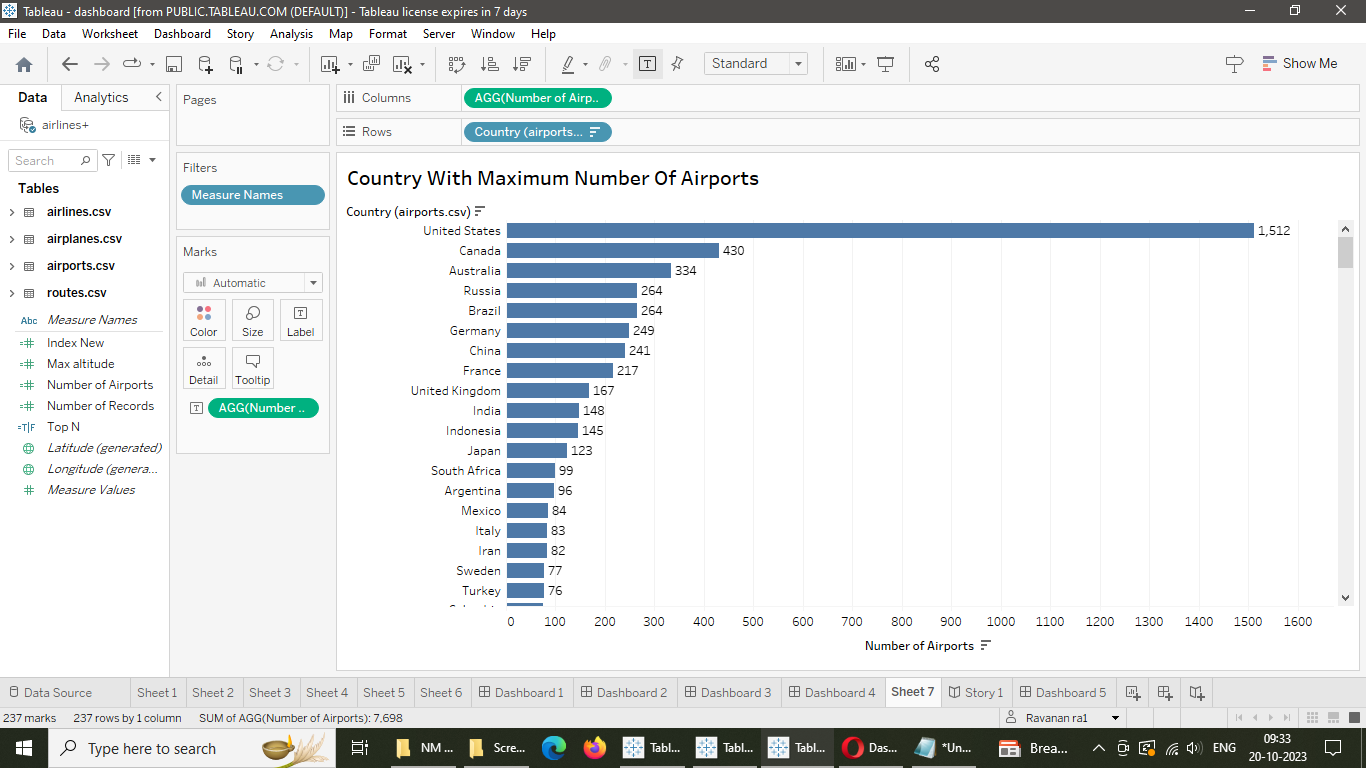 Tableau - dashboard [from PUBLIC.TABLEAU.COM (DEFAULT)] - Tableau license expires in 7 days
File Data Worksheet Dashboard Story Analysis Map Format Server Window Help
Standard
Show Me
Data Analytics
airlines+
Search
Tables
airlines.csv
airplanes.csv
airports.csv
routes.csv
Abc Measure Names
Index New
Max altitude
Number of Airports
Number of Records
=T|F Top N
Latitude (generated)
Longitude (genera...
Measure Values
Pages
Filters
Measure Names
Marks
Automatic
Color Size Label
Detail Tooltip
AGG(Number ..
Columns AGG(Number of Airp..
Rows Country (airports...
Country With Maximum Number Of Airports
Country (airports.csv)
United States 1,512
Canada 430
Australia 334
Russia 264
Brazil 264
Germany 249
China 241
France 217
United Kingdom 167
India 148
Indonesia 145
Japan 123
South Africa 99
Argentina 96
Mexico 84
Italy 83
Iran 82
Sweden 77
Turkey 76
0 100 200 300 400 500 600 700 800 900 1000 1100 1200 1300 1400 1500 1600
Number of Airports
Data Source Sheet 1 Sheet 2 Sheet 3 Sheet 4 Sheet 5 Sheet 6 Dashboard 1 Dashboard 2 Dashboard 3 Dashboard 4 Sheet 7 Story 1 Dashboard 5
237 marks 237 rows by 1 column SUM of AGG(Number of Airports): 7,698 Ravanan ra1
Type here to search NM ... Scre... Tabl... Tabl... Tabl... Das... *Un... Brea... ENG 09:33
20-10-2023